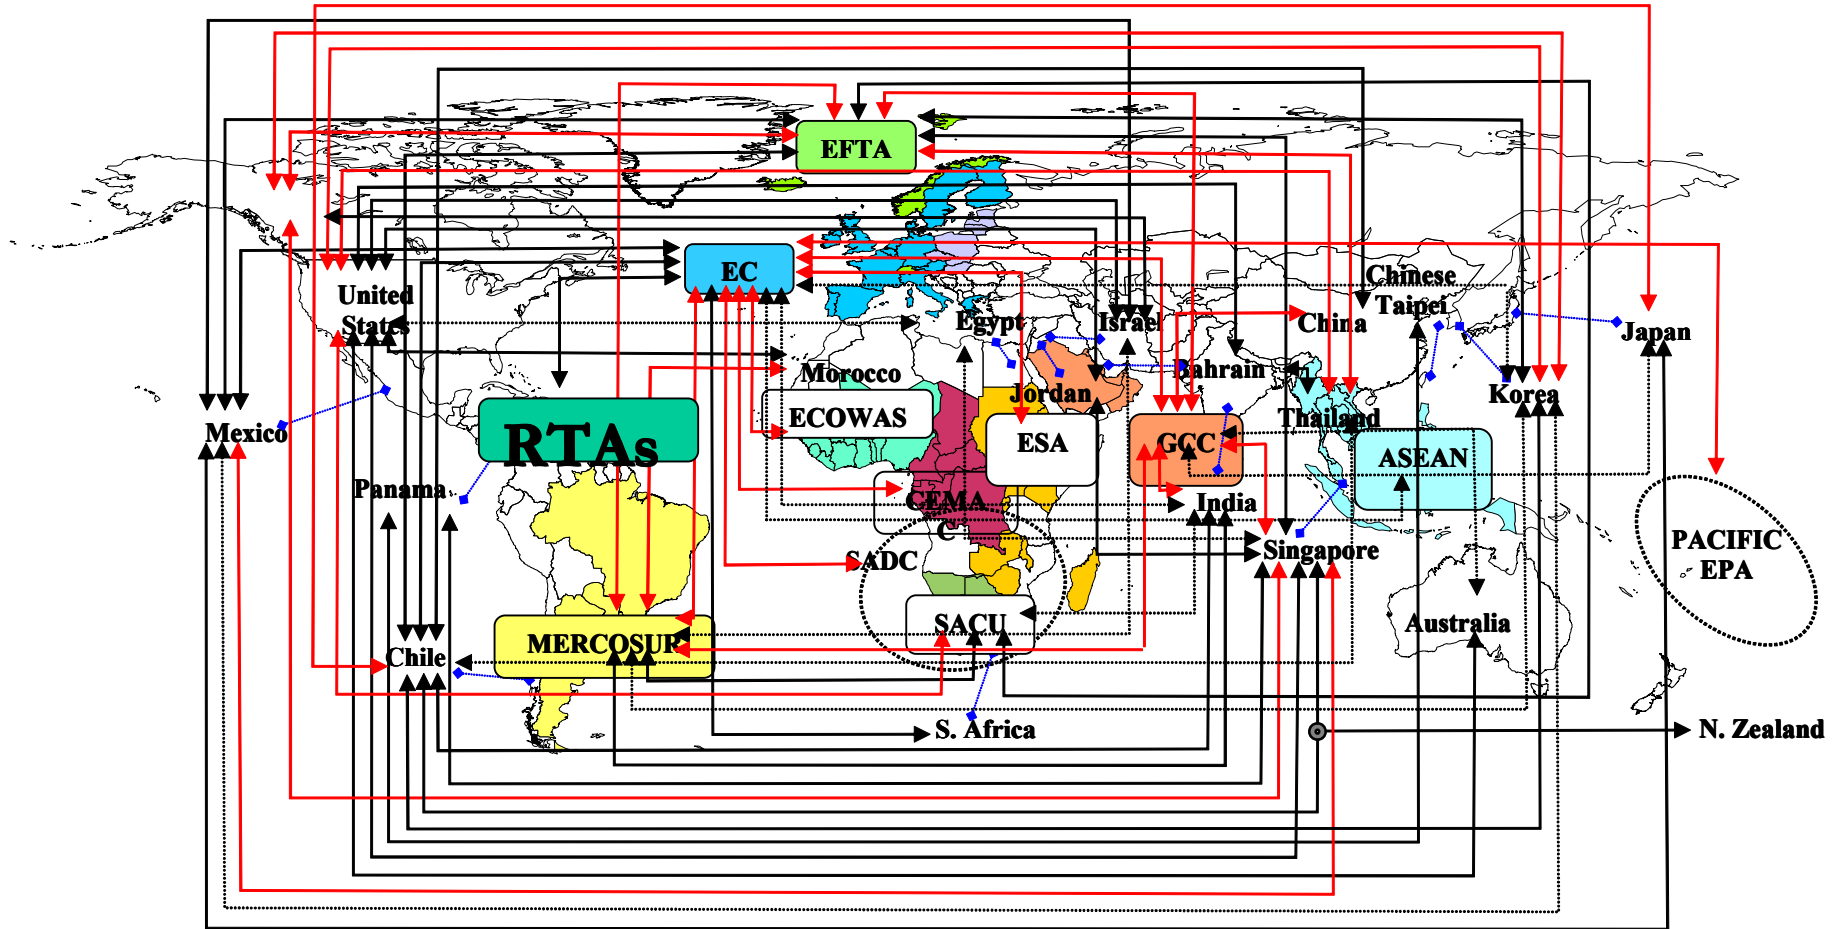 EFTA
EC
United
States
Egypt
Israel
China
Chinese
Taipei
Japan
Morocco
Jordan
Bahrain
Korea
Mexico
ECOWAS
RTAs
ESA
GCC
Thailand
ASEAN
Panama
CEMA
C
India
Singapore
SADC
PACIFIC
EPA
SACU
Australia
MERCOSUR
Chile
S. Africa
N. Zealand